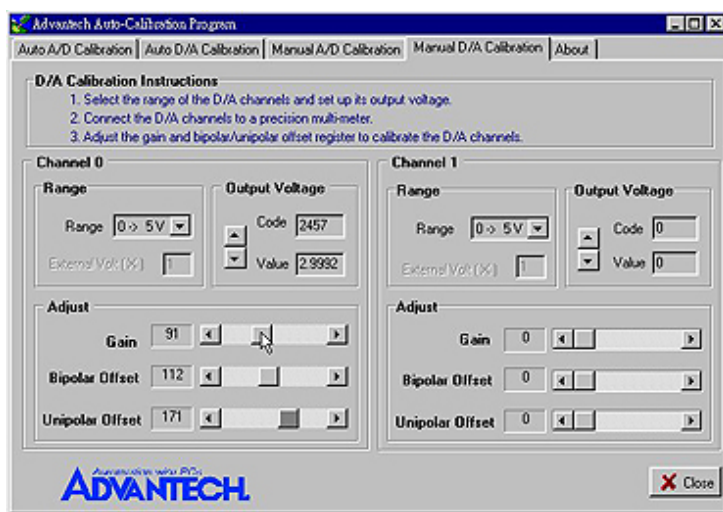 Advantech Auto-Calibration Program
Auto A/D Calibration Auto D/A Calibration Manual A/D Calibration Manual D/A Calibration About
D/A Calibration Instructions
1. Select the range of the D/A channels and set up its output voltage.
2. Connect the D/A channels to a precision multi-meter.
3. Adjust the gain and bipolar/unipolar offset register to calibrate the D/A channels.
Channel 0
Range
Range 0 -> 5 V
External Volt (X-) 1
Output Voltage
Code 2457
Value 2.9992
Adjust
Gain 91
Bipolar Offset 112
Unipolar Offset 171
Channel 1
Range
Range 0 -> 5 V
External Volt (X-) 1
Output Voltage
Code 0
Value 0
Adjust
Gain 0
Bipolar Offset 0
Unipolar Offset 0
Automation with PCs
ADVANTECH.
Close